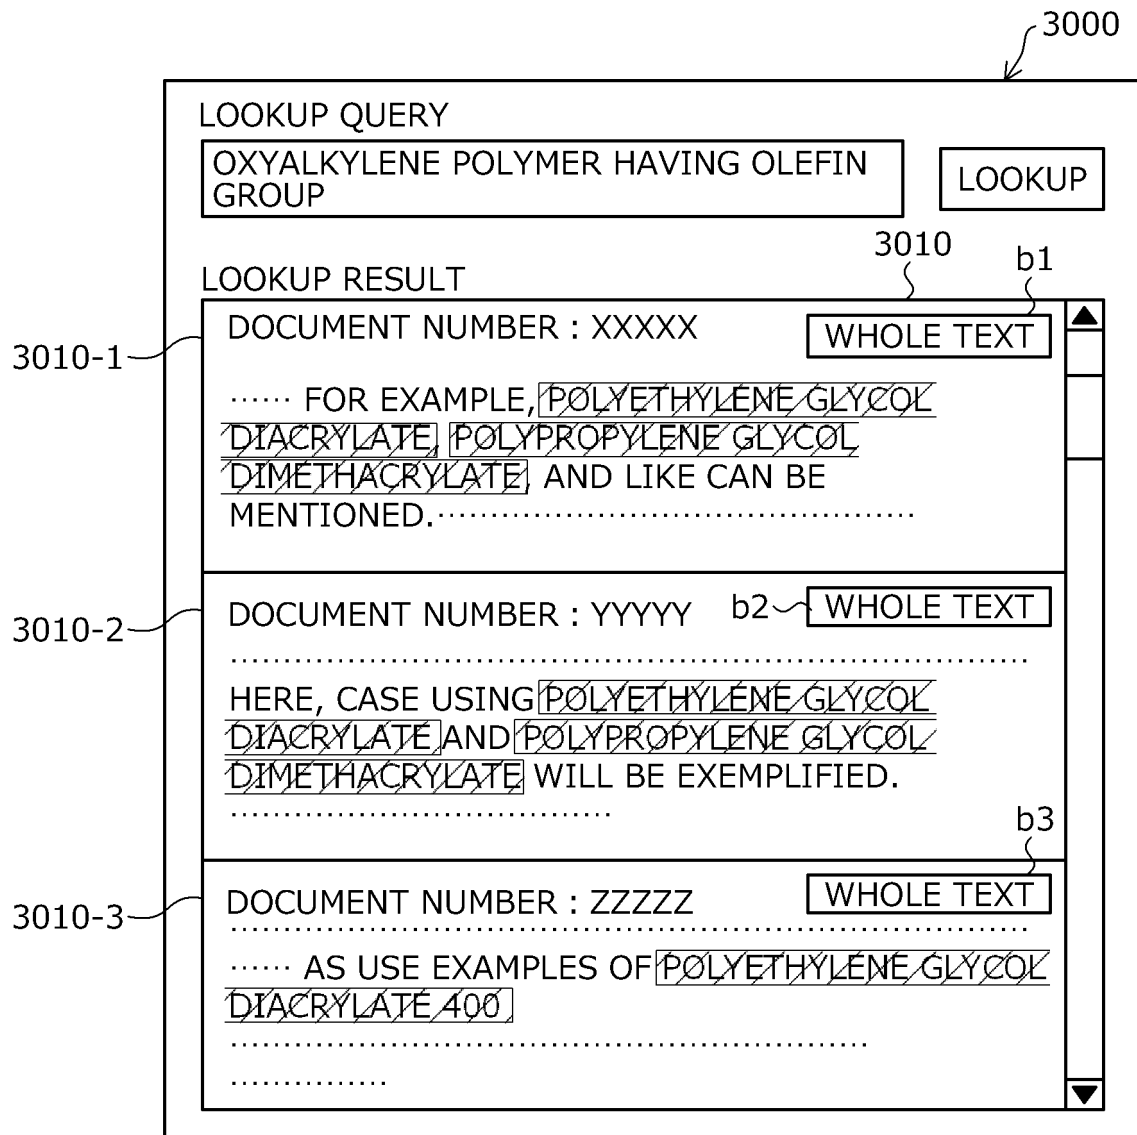 3000
LOOKUP QUERY
OXYALKYLENE POLYMER HAVING OLEFIN
GROUP
LOOKUP
3010
b1
LOOKUP RESULT
3010-1
DOCUMENT NUMBER : XXXXX
WHOLE TEXT
······ FOR EXAMPLE, POLYETHYLENE GLYCOL
DIACRYLATE, POLYPROPYLENE GLYCOL
DIMETHACRYLATE, AND LIKE CAN BE
MENTIONED.··············································
3010-2
DOCUMENT NUMBER : YYYYY
b2
WHOLE TEXT
············································································
HERE, CASE USING POLYETHYLENE GLYCOL
DIACRYLATE AND POLYPROPYLENE GLYCOL
DIMETHACRYLATE WILL BE EXEMPLIFIED.
····································
b3
3010-3
DOCUMENT NUMBER : ZZZZZ
WHOLE TEXT
············································································
······ AS USE EXAMPLES OF POLYETHYLENE GLYCOL
DIACRYLATE 400
·····························································
···············